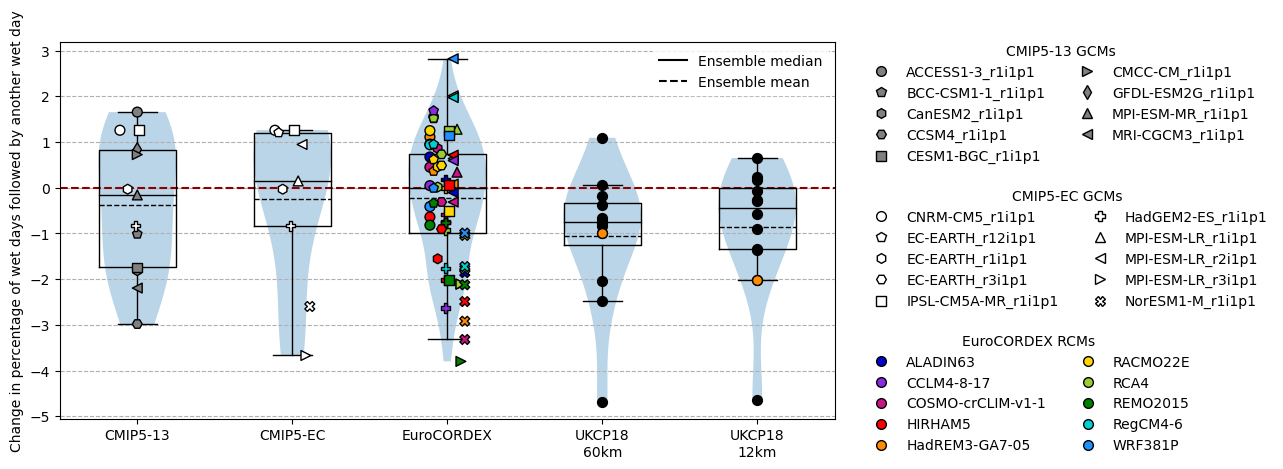 Change in percentage of wet days followed by another wet day
3
2
1
0
−1
−2
−3
−4
−5
CMIP5-13
CMIP5-EC
EuroCORDEX
UKCP18
60km
UKCP18
12km
Ensemble median
Ensemble mean
CMIP5-13 GCMs
ACCESS1-3_r1i1p1
BCC-CSM1-1_r1i1p1
CanESM2_r1i1p1
CCSM4_r1i1p1
CESM1-BGC_r1i1p1
CMCC-CM_r1i1p1
GFDL-ESM2G_r1i1p1
MPI-ESM-MR_r1i1p1
MRI-CGCM3_r1i1p1
CMIP5-EC GCMs
CNRM-CM5_r1i1p1
EC-EARTH_r12i1p1
EC-EARTH_r1i1p1
EC-EARTH_r3i1p1
IPSL-CM5A-MR_r1i1p1
HadGEM2-ES_r1i1p1
MPI-ESM-LR_r1i1p1
MPI-ESM-LR_r2i1p1
MPI-ESM-LR_r3i1p1
NorESM1-M_r1i1p1
EuroCORDEX RCMs
ALADIN63
CCLM4-8-17
COSMO-crCLIM-v1-1
HIRHAM5
HadREM3-GA7-05
RACMO22E
RCA4
REMO2015
RegCM4-6
WRF381P